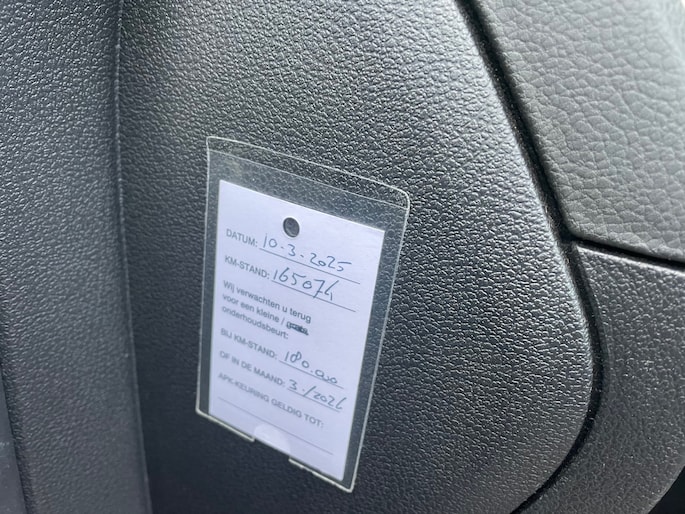 DATUM: 10-3-2025
KM-STAND: 165074
Wij verwachten u terug
voor een kleine /
onderhoudsbeurt:
BIJ KM-STAND: 180.000
OF IN DE MAAND: 3-/2026
APK-KEURING GELDIG TOT: